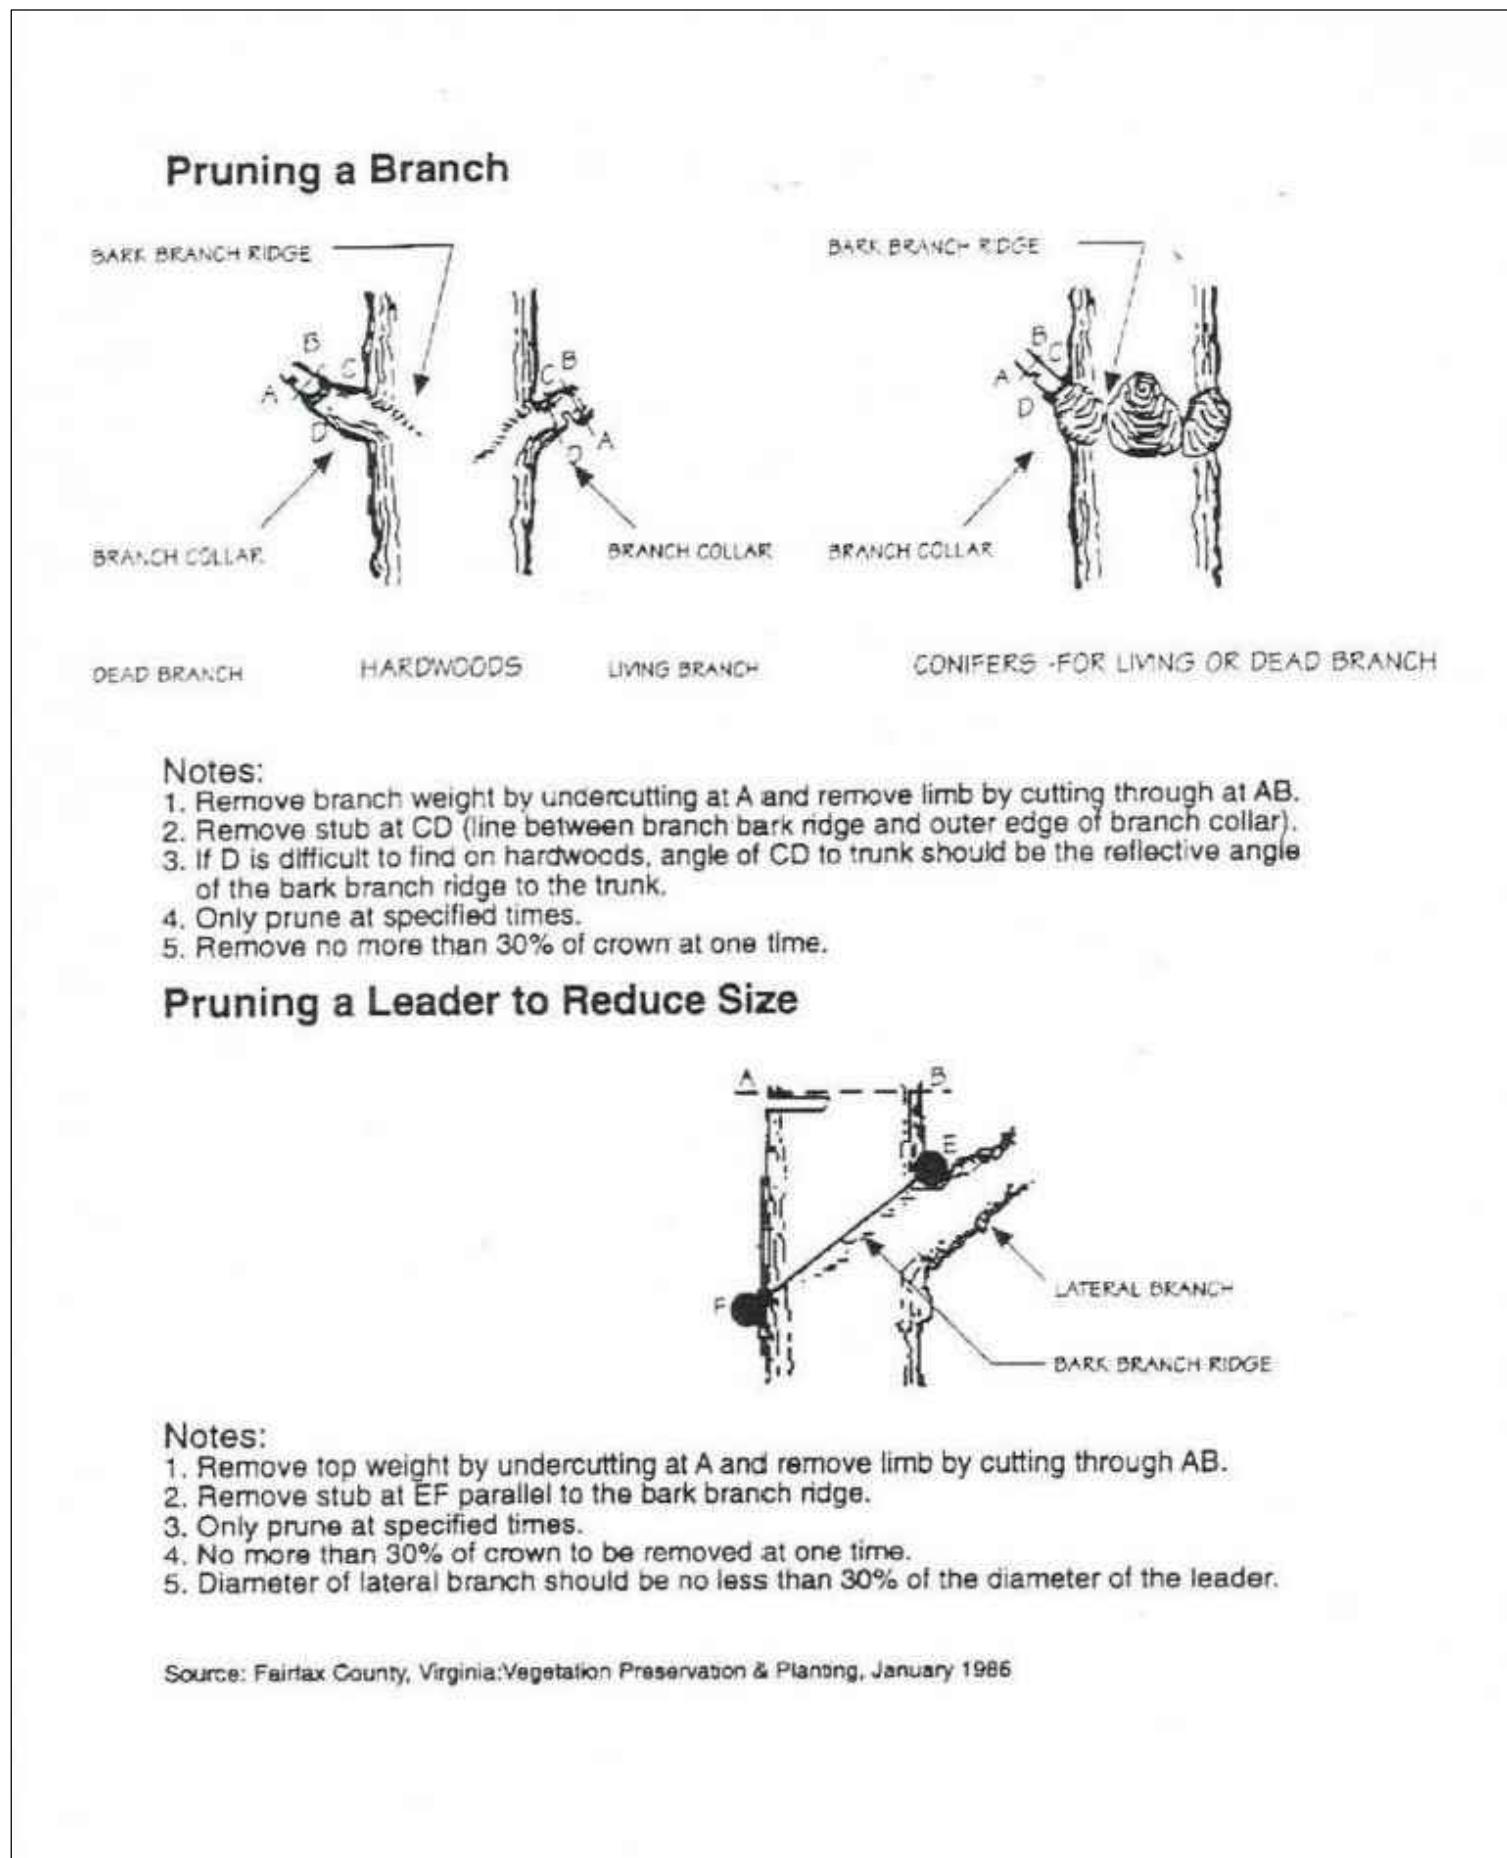 Pruning a Branch
BARK BRANCH RIDGE
BARK BRANCH RIDGE
B
C
A
D
C
B
D
A
B
C
A
D
BRANCH COLLAR
BRANCH COLLAR
BRANCH COLLAR
DEAD BRANCH
HARDWOODS
LIVING BRANCH
CONIFERS -FOR LIVING OR DEAD BRANCH
Notes:
1. Remove branch weight by undercutting at A and remove limb by cutting through at AB.
2. Remove stub at CD (line between branch bark ridge and outer edge of branch collar).
3. If D is difficult to find on hardwoods, angle of CD to trunk should be the reflective angle
of the bark branch ridge to the trunk.
4. Only prune at specified times.
5. Remove no more than 30% of crown at one time.
Pruning a Leader to Reduce Size
A
B
E
F
LATERAL BRANCH
BARK BRANCH RIDGE
Notes:
1. Remove top weight by undercutting at A and remove limb by cutting through AB.
2. Remove stub at EF parallel to the bark branch ridge.
3. Only prune at specified times.
4. No more than 30% of crown to be removed at one time.
5. Diameter of lateral branch should be no less than 30% of the diameter of the leader.
Source: Fairfax County, Virginia:Vegetation Preservation & Planting, January 1986